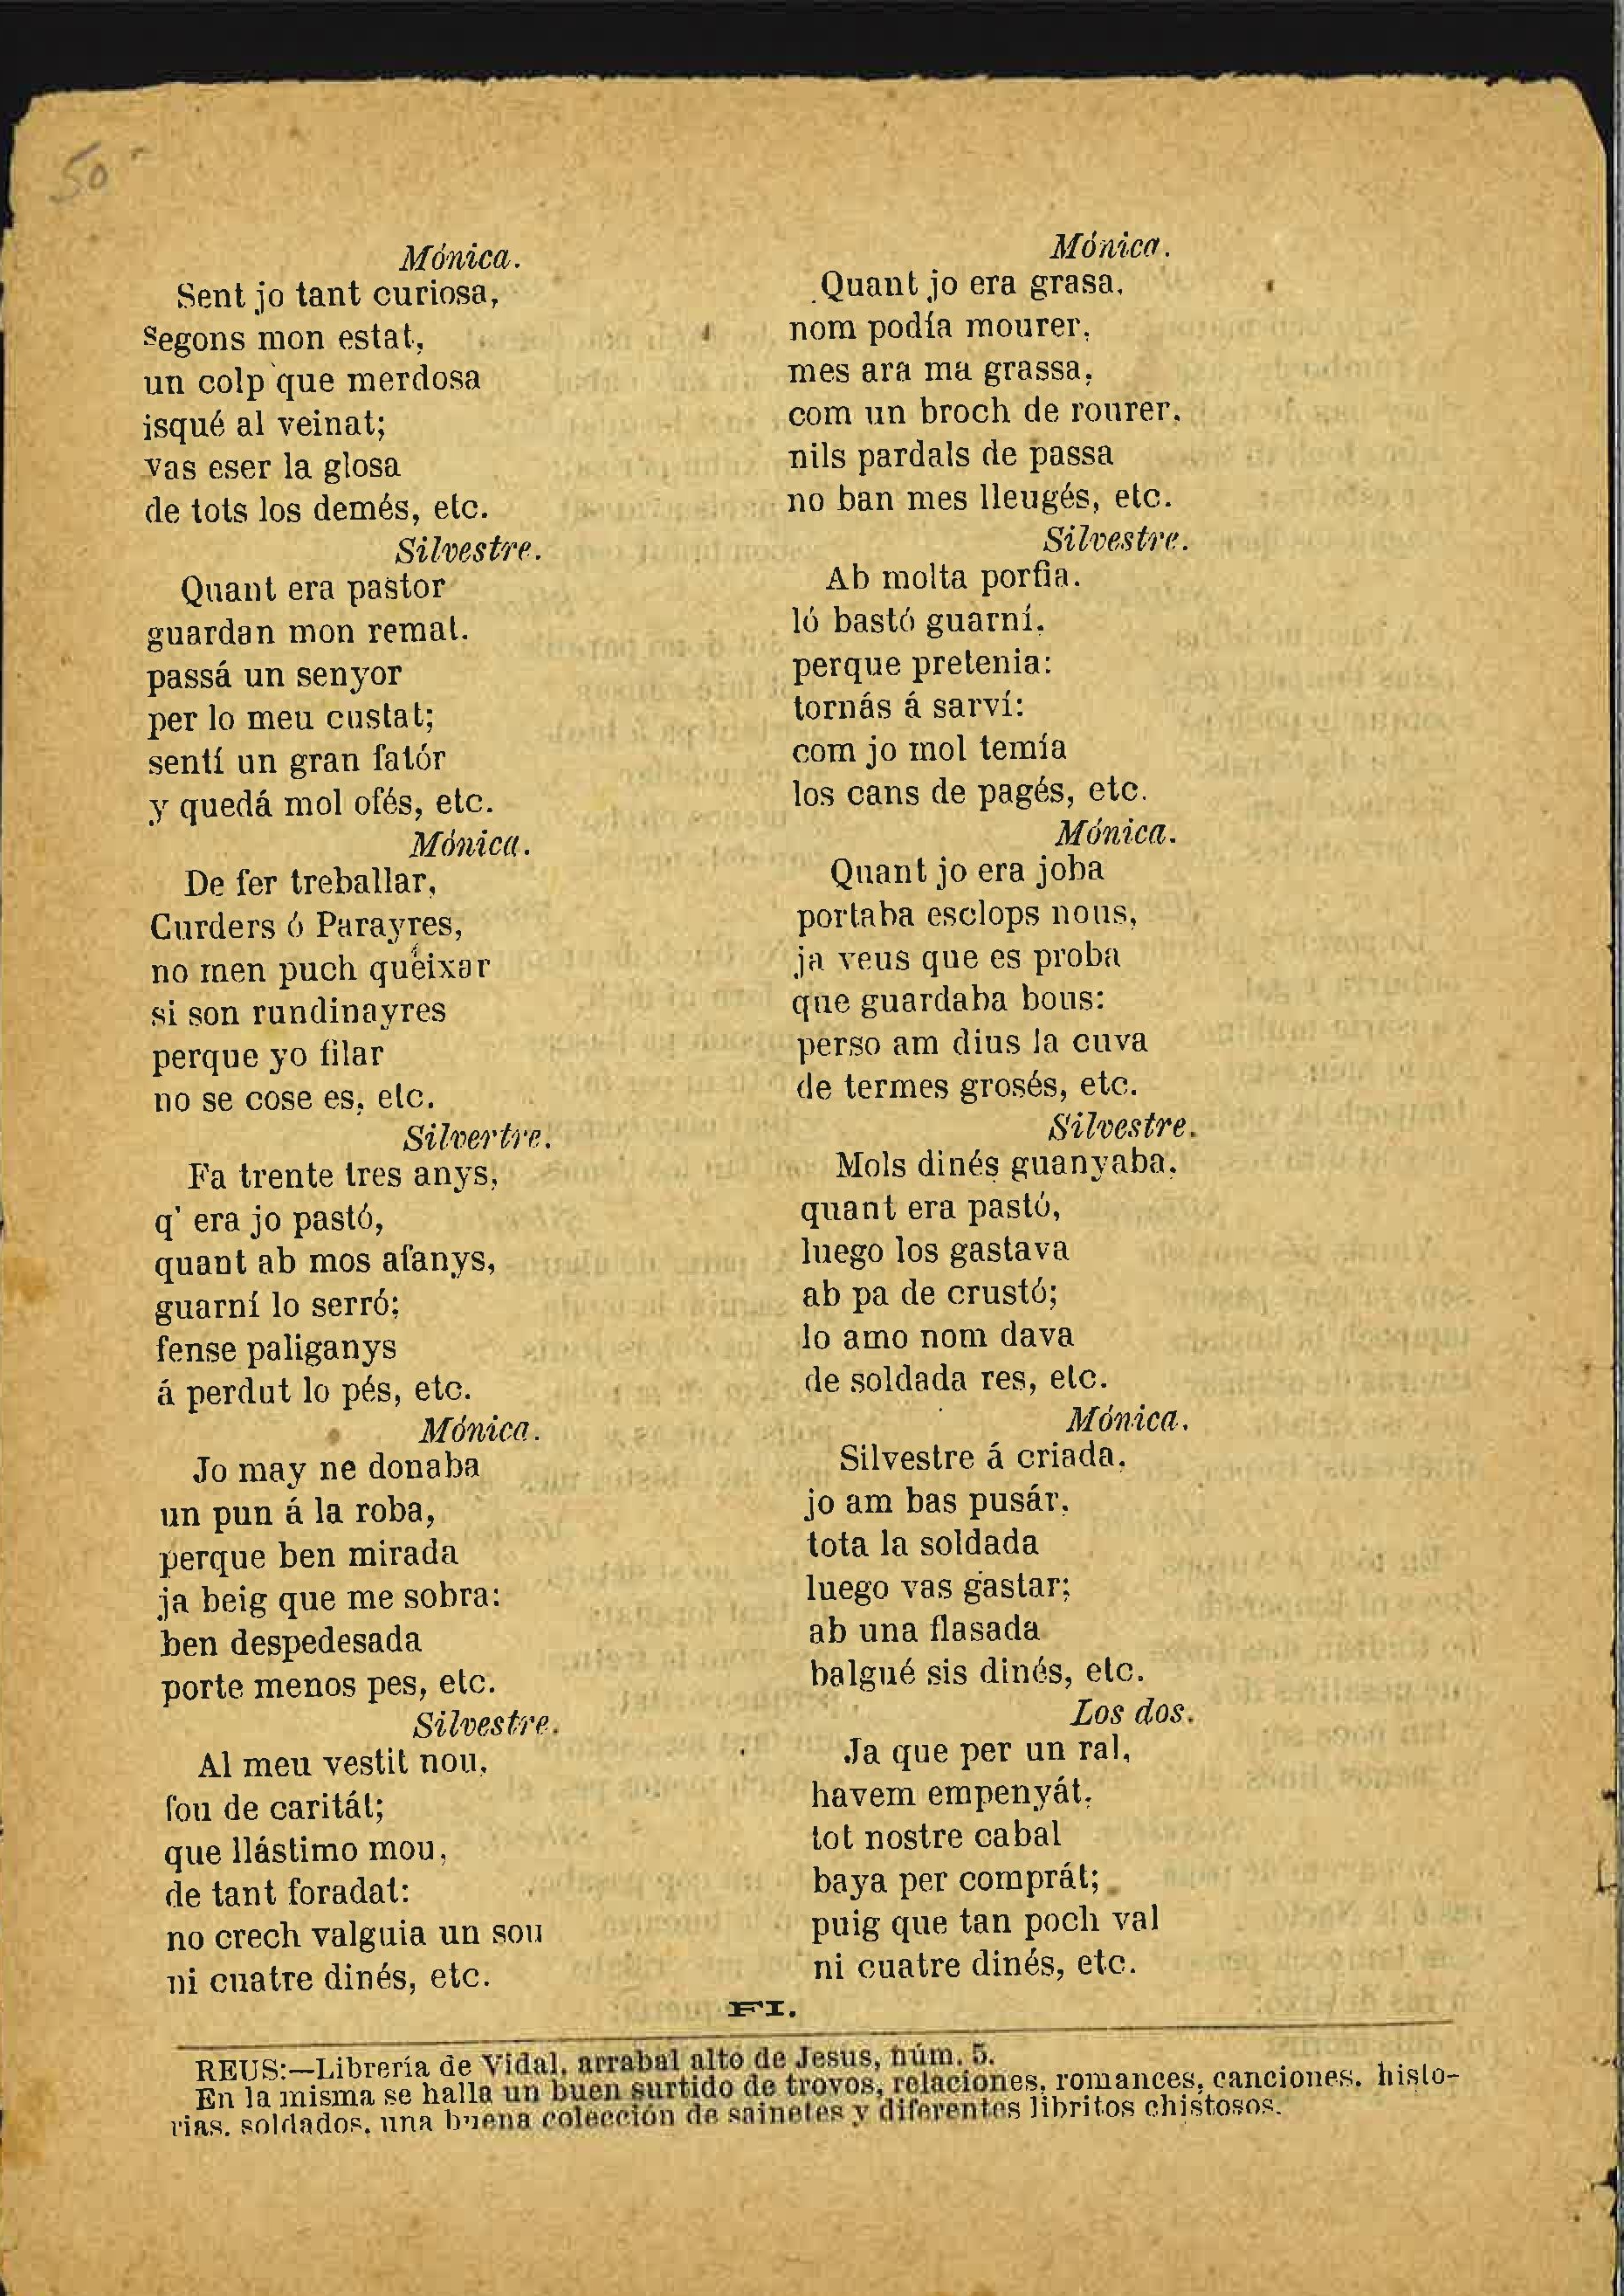 50
Mónica.
Sent jo tant curiosa,
segons mon estat,
un colp que merdosa
isqué al veinat;
vas eser la glosa
de tots los demés, etc.
Silvestre.
Quant era pastor
guardan mon remat.
passá un senyor
per lo meu custat;
sentí un gran fatór
y quedá mol ofés, etc.
Mónica.
De fer treballar,
Curders ó Parayres,
no men puch quéixar
si son rundinayres
perque yo filar
no se cose es, etc.
Silvertre.
Fa trente tres anys,
q' era jo pastó,
quant ab mos afanys,
guarní lo serró;
fense paliganys
á perdut lo pés, etc.
Mónica.
Jo may ne donaba
un pun á la roba,
perque ben mirada
ja beig que me sobra:
ben despedesada
porte menos pes, etc.
Silvestre.
Al meu vestit nou,
fou de caritát;
que llástimo mou,
de tant foradat:
no crech valguia un sou
ni cuatre dinés, etc.
Mónica.
Quant jo era grasa,
nom podía mourer,
mes ara ma grassa,
com un broch de rourer,
nils pardals de passa
no ban mes lleugés, etc.
Silvestre.
Ab molta porfia.
ló bastó guarní,
perque pretenia:
tornás á sarví:
com jo mol temía
los cans de pagés, etc.
Mónica.
Quant jo era joba
portaba esclops nous,
ja veus que es proba
que guardaba bous:
perso am dius la cuva
de termes grosés, etc.
Silvestre.
Mols dinés guanyaba,
quant era pastó,
luego los gastava
ab pa de crustó;
lo amo nom dava
de soldada res, etc.
Mónica.
Silvestre á criada,
jo am bas pusár,
tota la soldada
luego vas gastar;
ab una flasada
balgué sis dinés, etc.
Los dos.
Ja que per un ral,
havem empenyát,
tot nostre cabal
baya per comprát;
puig que tan poch val
ni cuatre dinés, etc.
FI.
REUS:—Librería de Vidal, arrabal alto de Jesus, núm. 5.
En la misma se halla un buen surtido de trovos, relaciones, romances, canciones. histo-
rias. soldados, una buena colección de sainetes y diferentes libritos chistosos.